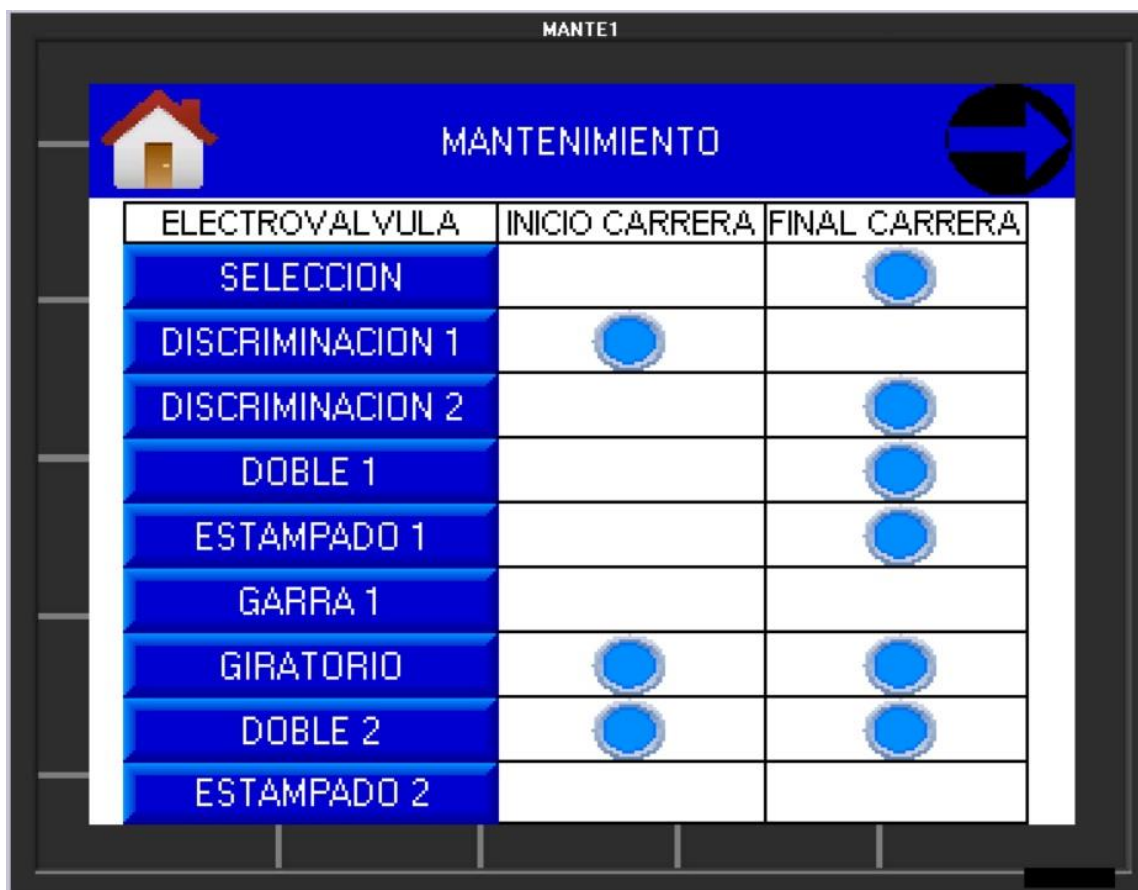 MANTE1
MANTENIMIENTO
ELECTROVALVULA INICIO CARRERA FINAL CARRERA
SELECCION
DISCRIMINACION 1
DISCRIMINACION 2
DOBLE 1
ESTAMPADO 1
GARRA 1
GIRATORIO
DOBLE 2
ESTAMPADO 2